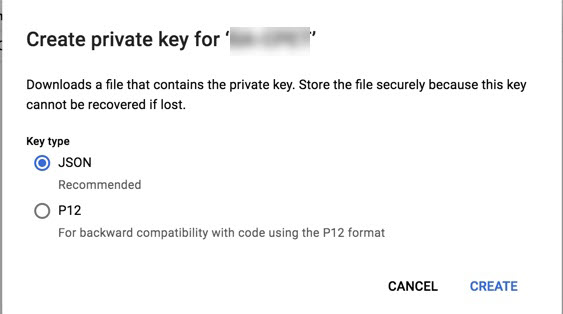 Create private key for ‘ ’
Downloads a file that contains the private key. Store the file securely because this key
cannot be recovered if lost.
Key type
JSON
Recommended
P12
For backward compatibility with code using the P12 format
CANCEL CREATE